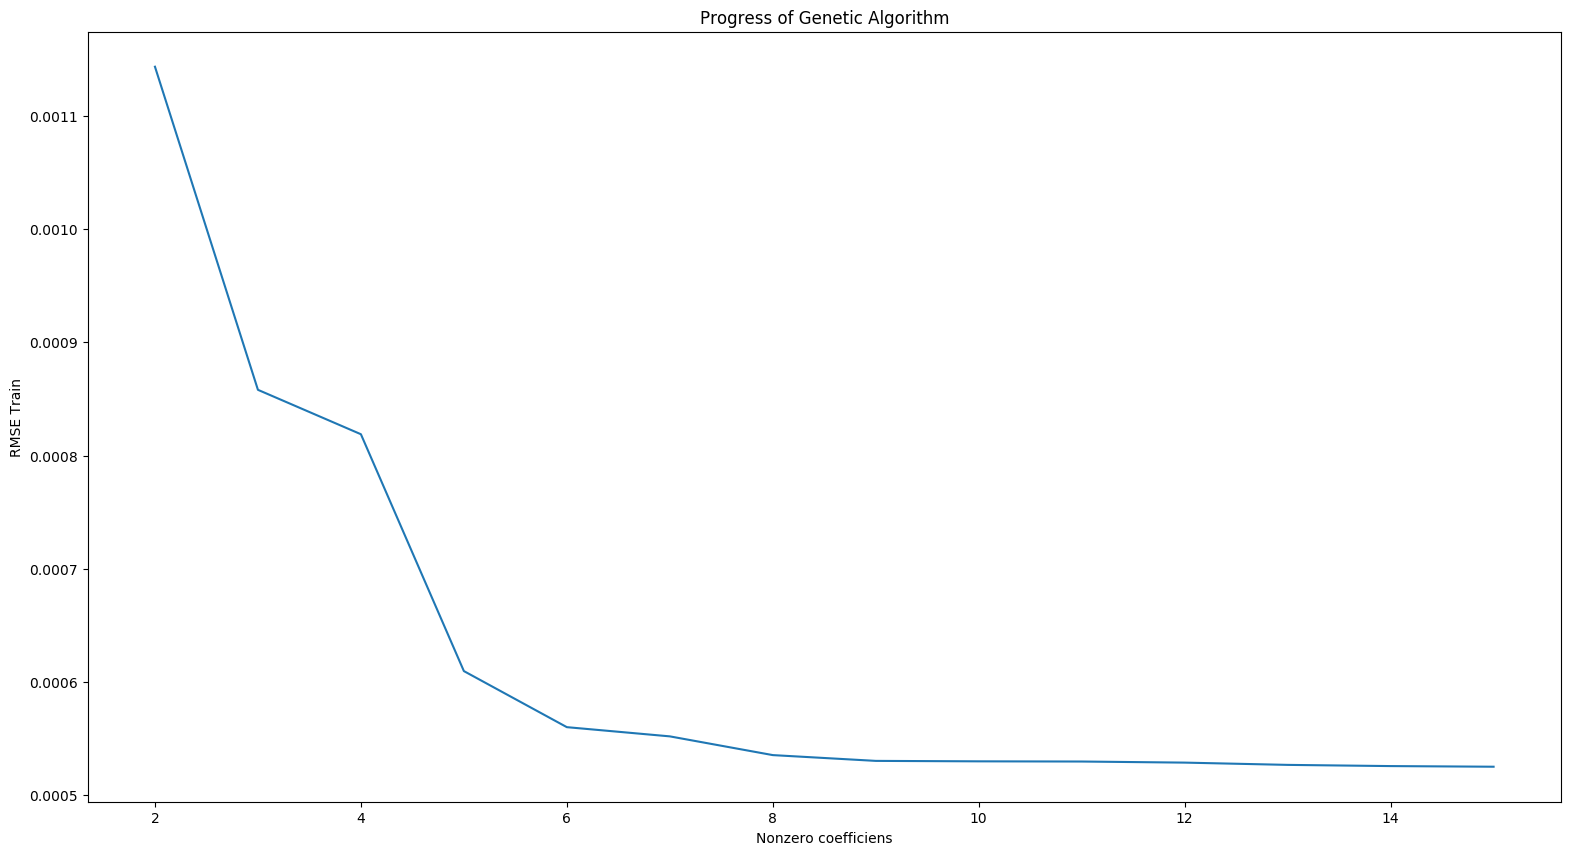 Progress of Genetic Algorithm
0.0011
0.0010
0.0009
0.0008
0.0007
0.0006
0.0005
RMSE Train
2 4 6 8 10 12 14
Nonzero coefficiens